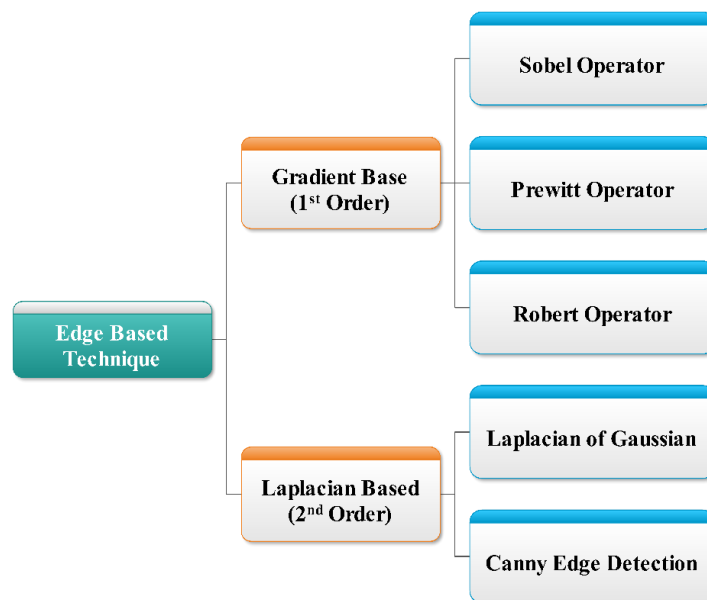 Sobel Operator
Gradient Base
(1st Order)
Prewitt Operator
Robert Operator
Edge Based
Technique
Laplacian of Gaussian
Laplacian Based
(2nd Order)
Canny Edge Detection